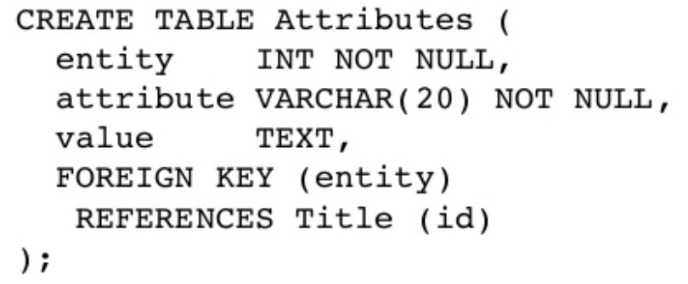 CREATE TABLE Attributes (
entity INT NOT NULL,
attribute VARCHAR(20) NOT NULL,
value TEXT,
FOREIGN KEY (entity)
REFERENCES Title (id)
);